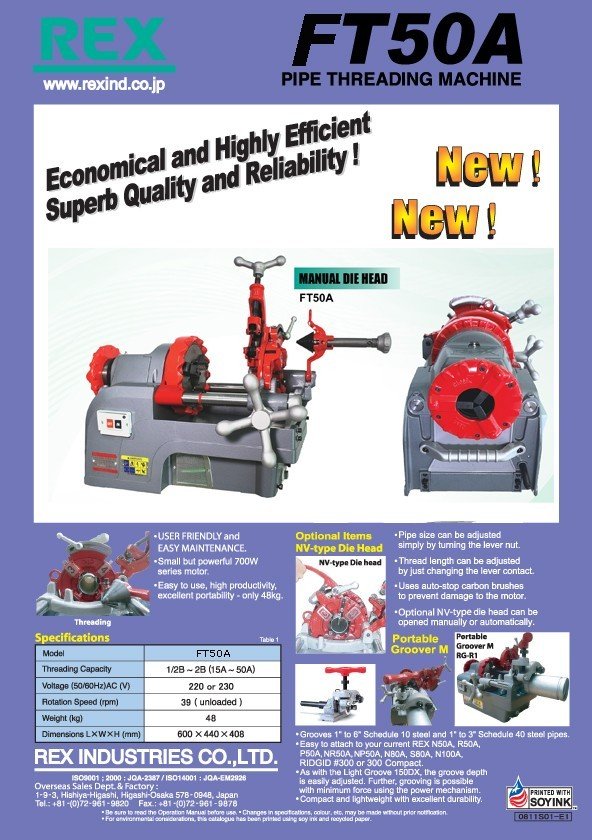 REX
www.rexind.co.jp
FT50A
PIPE THREADING MACHINE
Economical and Highly Efficient
Superb Quality and Reliability !
New !
New !
MANUAL DIE HEAD
FT50A
Threading
•USER FRIENDLY and
EASY MAINTENANCE.
•Small but powerful 700W
series motor.
•Easy to use, high productivity,
excellent portability - only 48kg.
Optional Items
NV-type Die Head
NV-type Die head
•Pipe size can be adjusted
simply by turning the lever nut.
•Thread length can be adjusted
by just changing the lever contact.
•Uses auto-stop carbon brushes
to prevent damage to the motor.
•Optional NV-type die head can be
opened manually or automatically.
Specifications
Table 1
Model FT50A
Threading Capacity 1/2B ~ 2B (15A ~ 50A)
Voltage (50/60Hz)AC (V) 220 or 230
Rotation Speed (rpm) 39 (unloaded)
Weight (kg) 48
Dimensions L×W×H (mm) 600 × 440 × 408
Portable
Groover M
Portable
Groover M
RG-R1
•Grooves 1" to 6" Schedule 10 steel and 1" to 3" Schedule 40 steel pipes.
•Easy to attach to your current REX N50A, R50A,
P50A, NR50A, NP50A, N80A, S80A, N100A.
RIDGID #300 or 300 Compact.
•As with the Light Groove 150DX, the groove depth
is easily adjusted. Further, grooving is possible
with minimum force using the power mechanism.
•Compact and lightweight with excellent durability.
REX INDUSTRIES CO.,LTD.
ISO9001 ; 2000 : JQA-2387 / ISO14001 : JQA-EM2926
Overseas Sales Dept. & Factory :
1-9-3, Hishiya-Higashi, Higashi-Osaka 578-0948, Japan
Tel.: +81-(0)72-961-9820 Fax.: +81-(0)72-961-9878
• Be sure to read the Operation Manual before use. • Changes in specifications, colour, etc. may be made without prior notification.
• For environmental considerations, this catalogue has been printed using soy ink and recycled paper.
PRINTED WITH
SOYINK
0811S01-E1